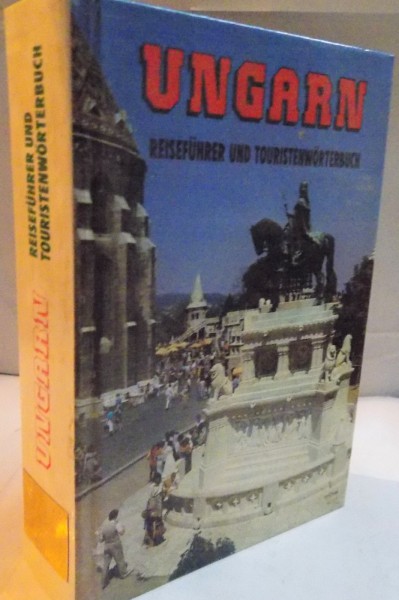 UNGARN
REISEFÜHRER UND TOURISTENWÖRTERBUCH
REISEFÜHRER UND
TOURISTENWÖRTERBUCH
UNGARN